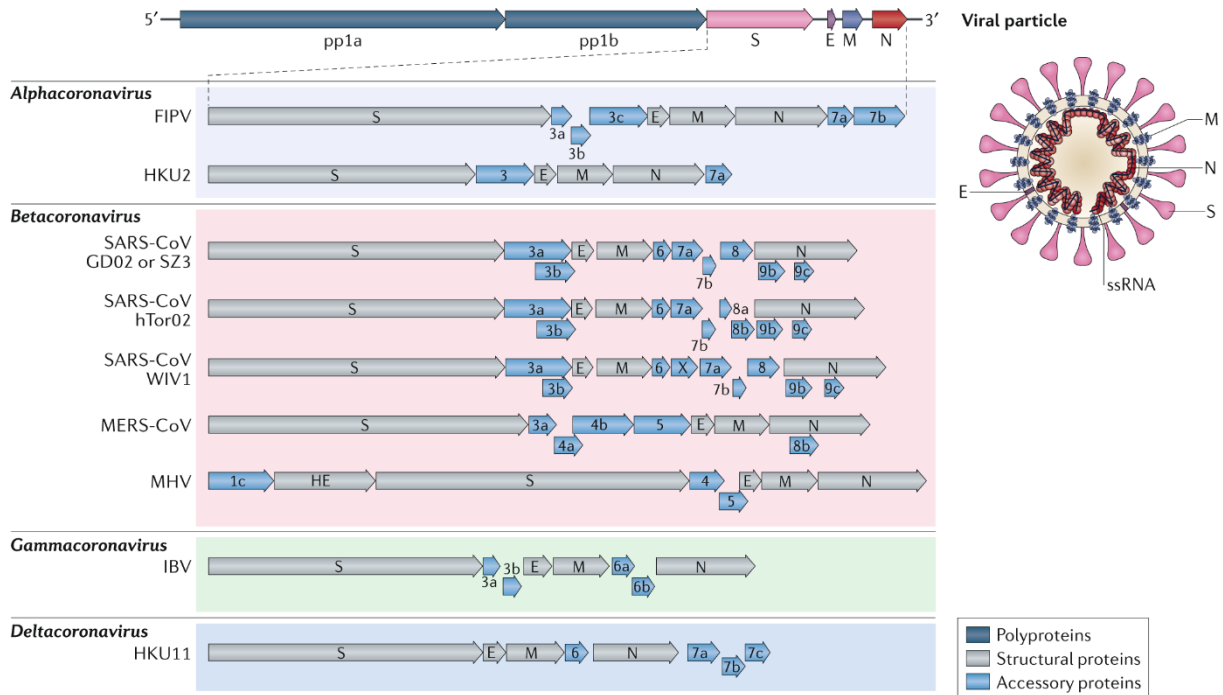 5′
3′
pp1a
pp1b
S
E
M
N
Viral particle
M
N
S
E
ssRNA
Alphacoronavirus
FIPV
S
3a
3b
3c
E
M
N
7a
7b
HKU2
S
3
E
M
N
7a
Betacoronavirus
SARS-CoV
GD02 or SZ3
S
3a
3b
E
M
6
7a
7b
8
N
9b
9c
SARS-CoV
hTor02
S
3a
3b
E
M
6
7a
7b
8a
8b
N
9b
9c
SARS-CoV
WIV1
S
3a
3b
E
M
6
X
7a
7b
8
N
9b
9c
MERS-CoV
S
3a
4a
4b
5
E
M
N
8b
MHV
1c
HE
S
4
5
E
M
N
Gammacoronavirus
IBV
S
3a
3b
E
M
6a
6b
N
Deltacoronavirus
HKU11
S
E
M
6
N
7a
7b
7c
Polyproteins
Structural proteins
Accessory proteins